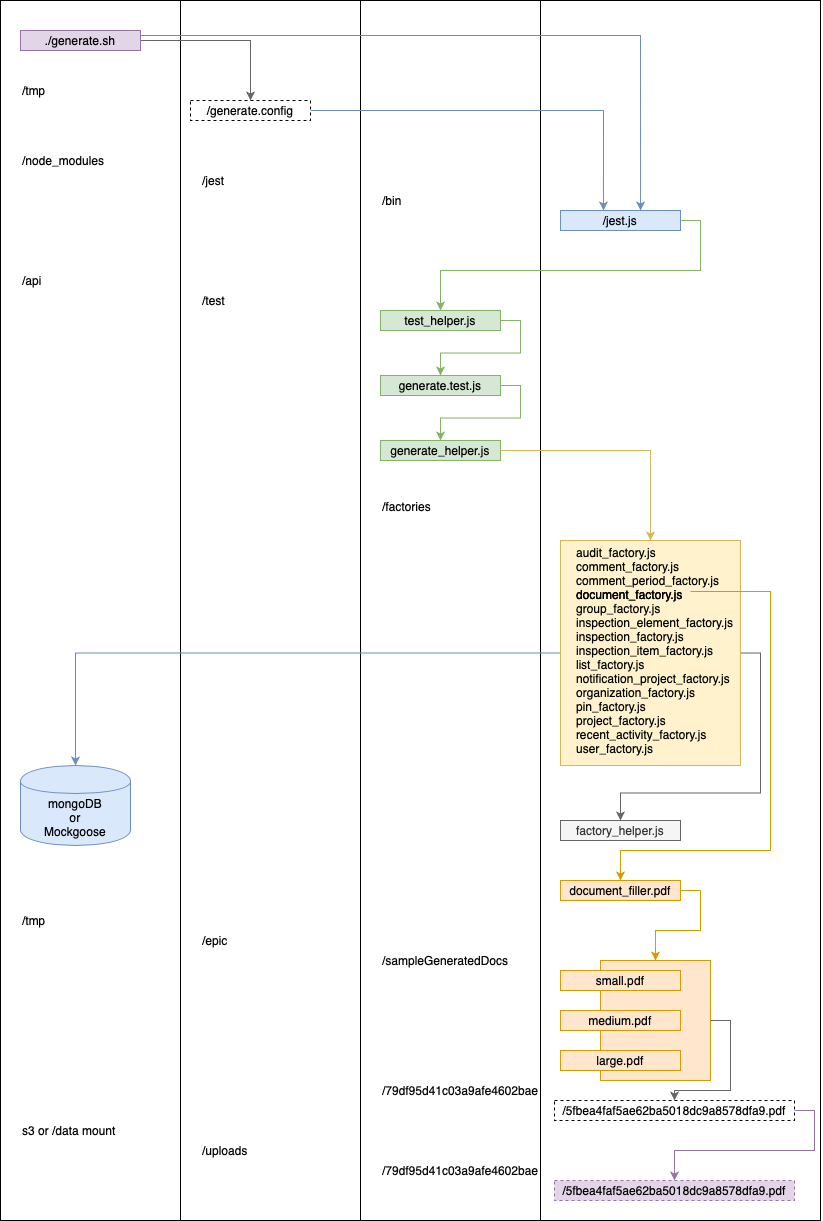 ./generate.sh
/tmp
/generate.config
/node_modules
/jest
/bin
/jest.js
/api
/test
test_helper.js
generate.test.js
generate_helper.js
/factories
audit_factory.js
comment_factory.js
comment_period_factory.js
document_factory.js
group_factory.js
inspection_element_factory.js
inspection_factory.js
inspection_item_factory.js
list_factory.js
notification_project_factory.js
organization_factory.js
pin_factory.js
project_factory.js
recent_activity_factory.js
user_factory.js
mongoDB
or
Mockgoose
factory_helper.js
document_filler.pdf
/tmp
/epic
/sampleGeneratedDocs
small.pdf
medium.pdf
large.pdf
/79df95d41c03a9afe4602bae
/5fbea4faf5ae62ba5018dc9a8578dfa9.pdf
s3 or /data mount
/uploads
/79df95d41c03a9afe4602bae
/5fbea4faf5ae62ba5018dc9a8578dfa9.pdf